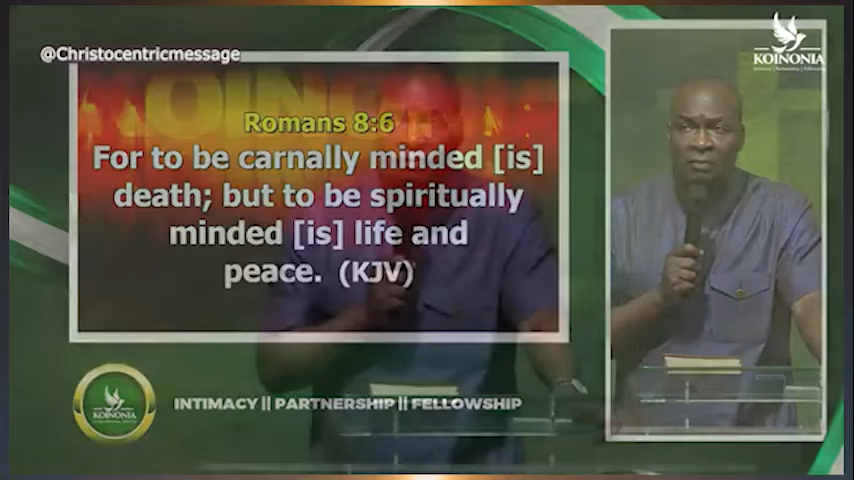 @Christocentricmessage
KOINONIA
Romans 8:6
For to be carnally minded [is]
death; but to be spiritually
minded [is] life and
peace. (KJV)
KOINONIA
INTIMACY || PARTNERSHIP || FELLOWSHIP